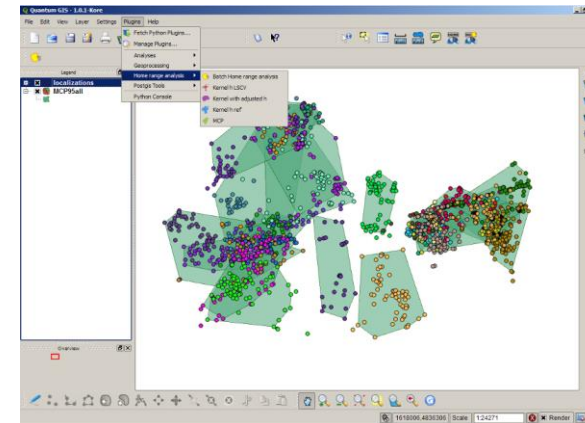 Quantum GIS - 1.0.1-Kore
File Edit View Layer Settings Plugins Help
Fetch Python Plugins...
Manage Plugins...
Analyses
Geoprocessing
Home range analysis
Postgis Tools
Python Console
Batch Home range analysis
Kernel h LSCV
Kernel with adjusted h
Kernel h ref
MCP
Legend
localizations
MCP95all
Overview
1618096,4836306 Scale 1:24271 Render